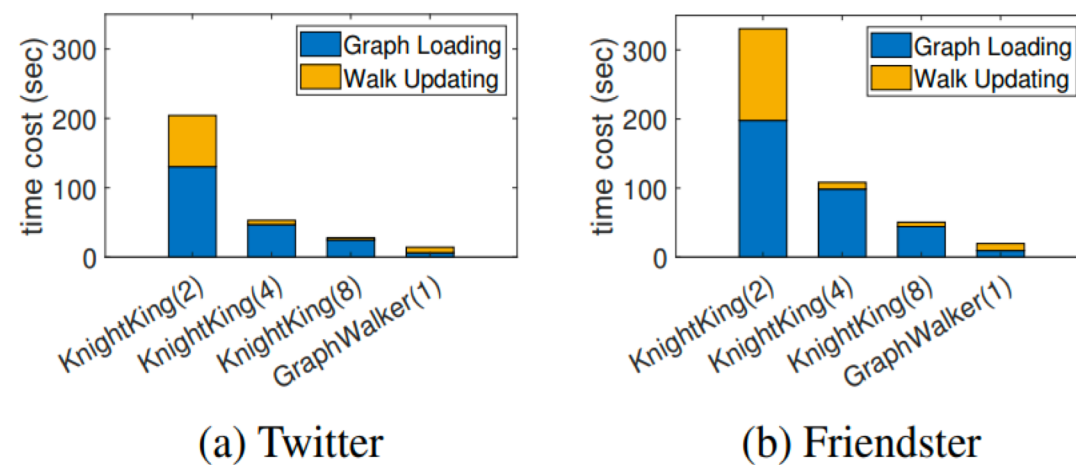 time cost (sec)
300
200
100
0
Graph Loading
Walk Updating
KnightKing(2)
KnightKing(4)
KnightKing(8)
GraphWalker(1)
(a) Twitter
time cost (sec)
300
200
100
0
Graph Loading
Walk Updating
KnightKing(2)
KnightKing(4)
KnightKing(8)
GraphWalker(1)
(b) Friendster